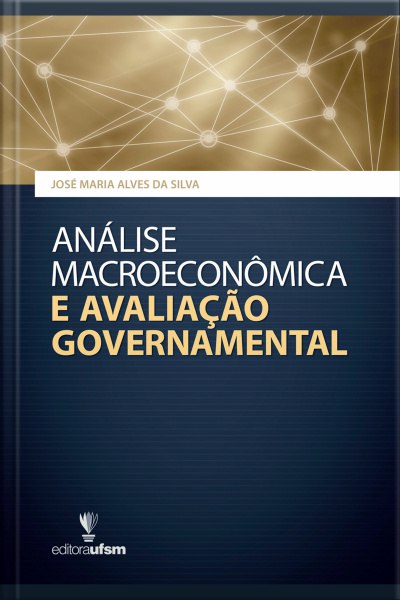 JOSÉ MARIA ALVES DA SILVA
ANÁLISE
MACROECONÔMICA
E AVALIAÇÃO
GOVERNAMENTAL
editoraufsm